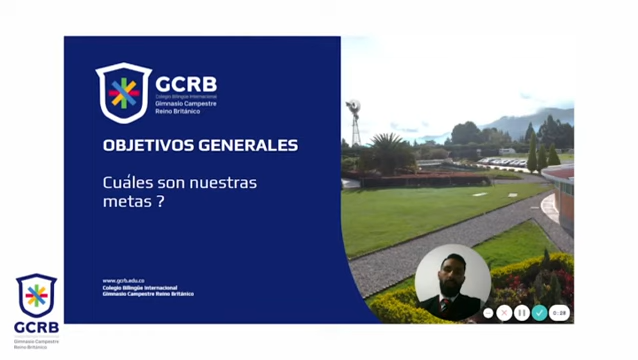 GCRB
Colegio Bilingüe Internacional
Gimnasio Campestre
Reino Británico
OBJETIVOS GENERALES
Cuáles son nuestras
metas ?
www.gcrb.edu.co
Colegio Bilingüe Internacional
Gimnasio Campestre Reino Británico
0:28
GCRB
Gimnasio Campestre
Reino Británico